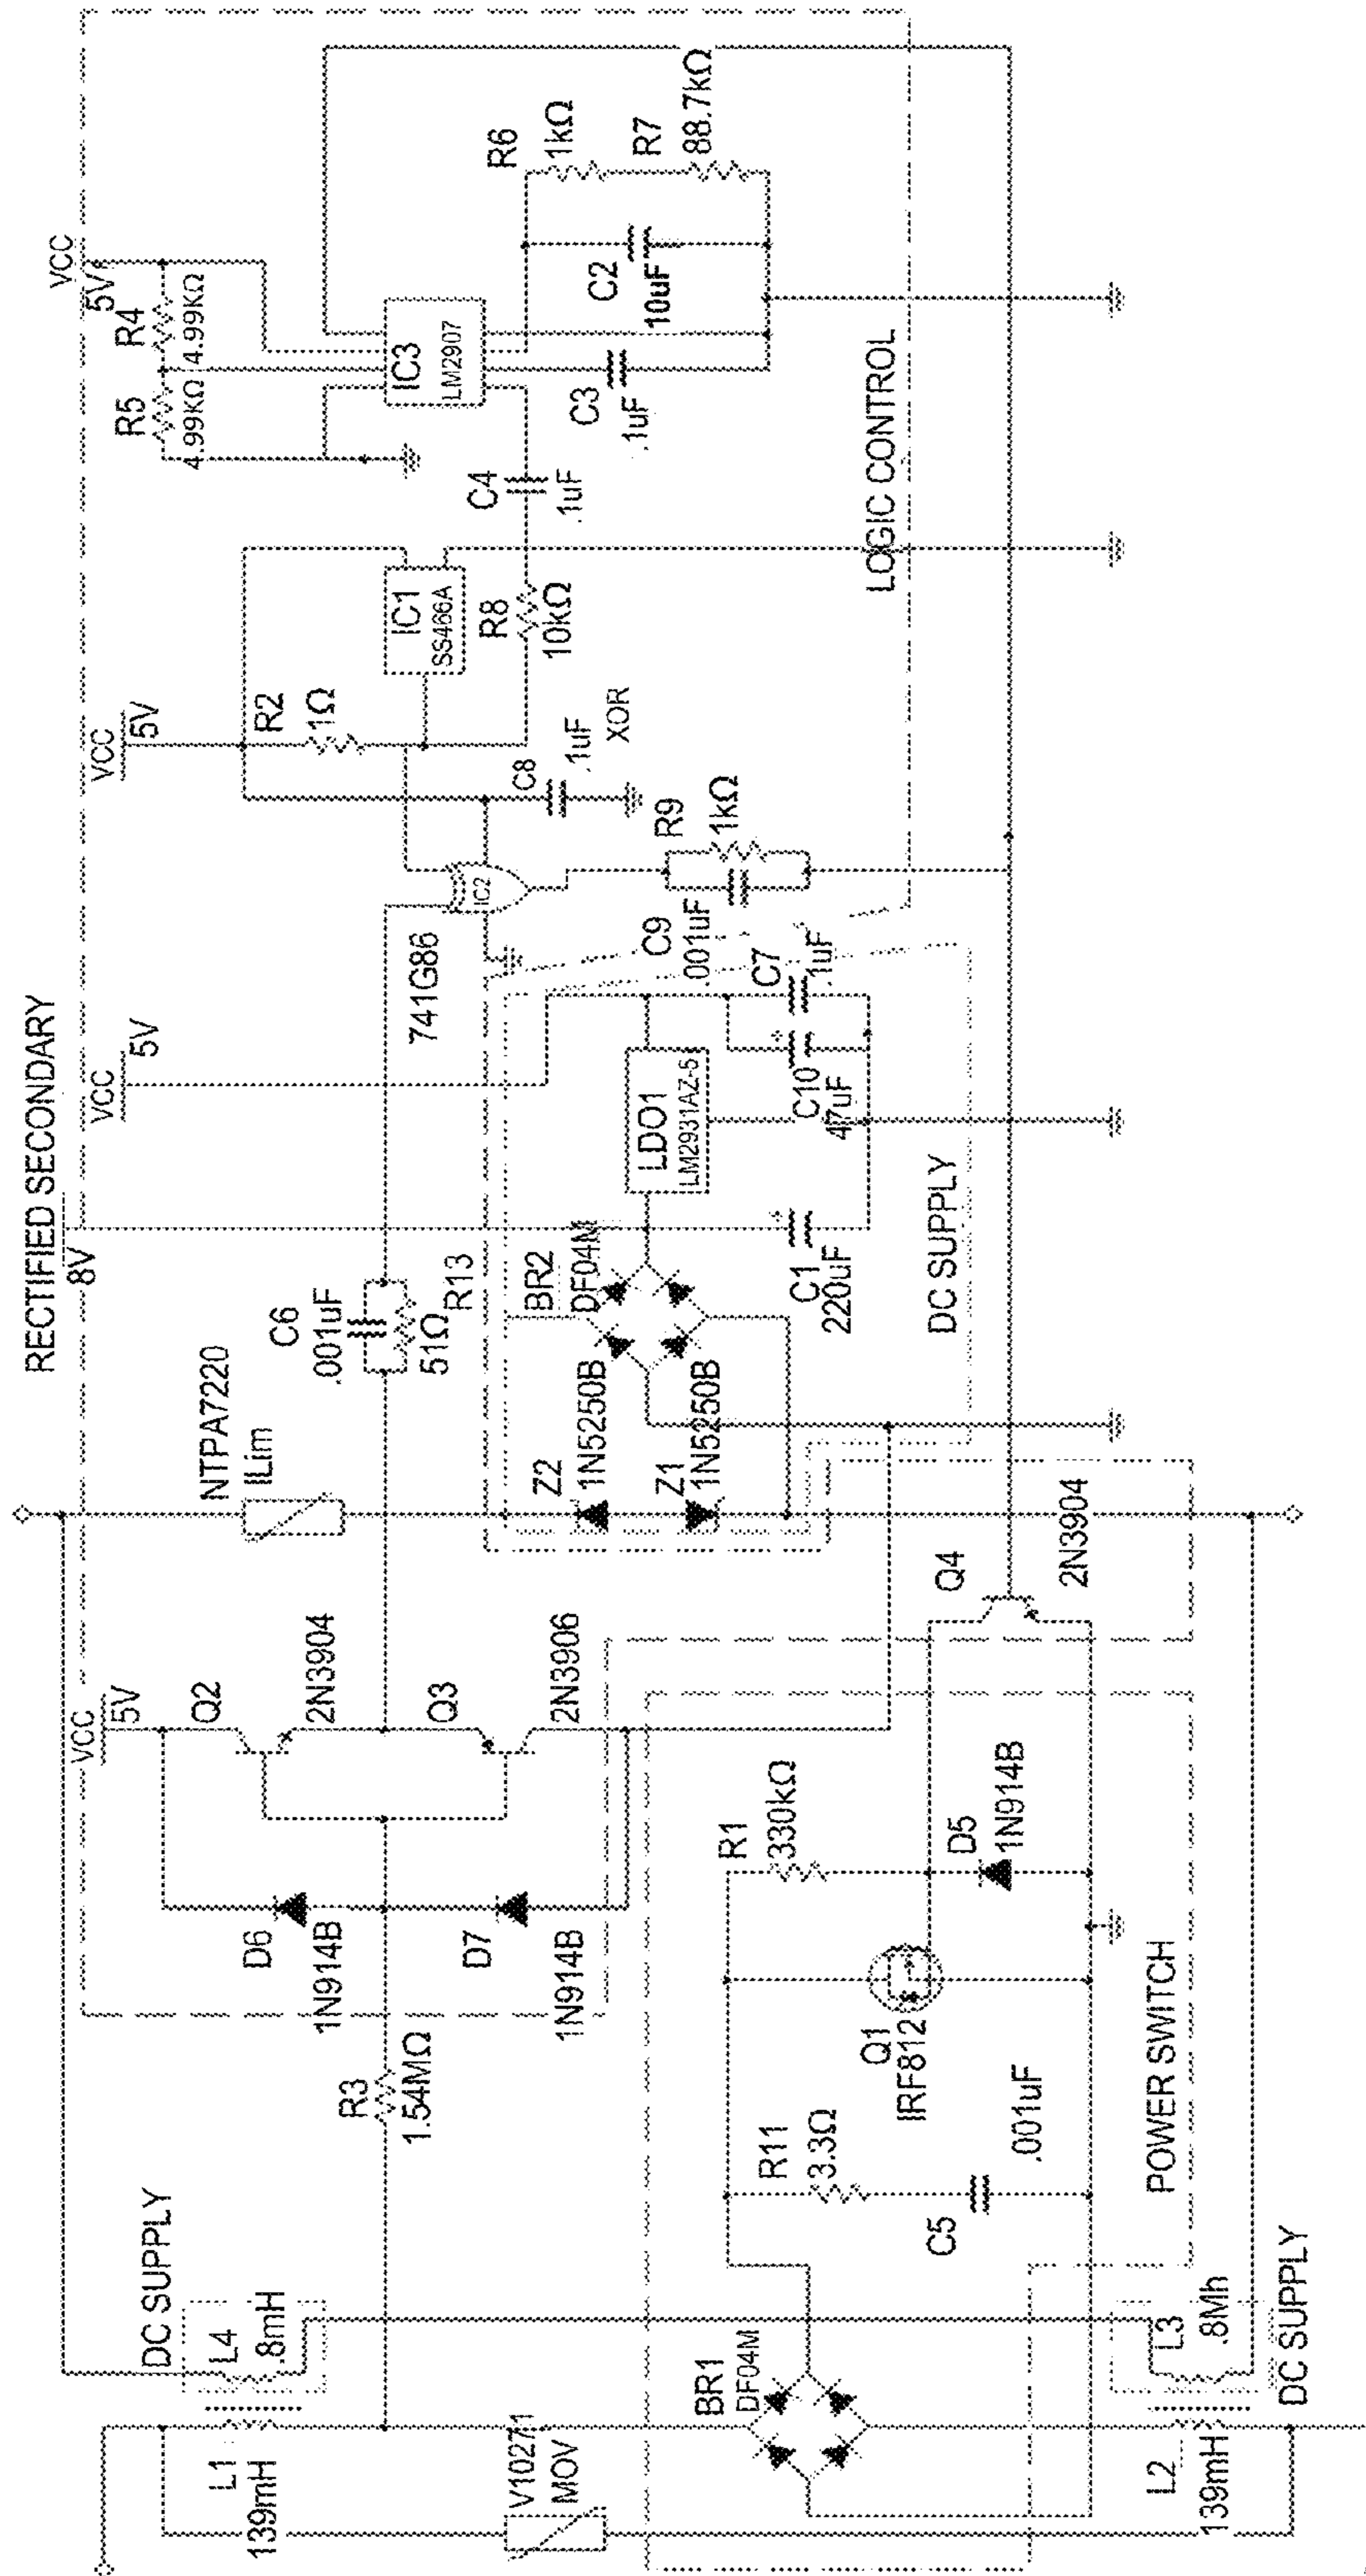 RECTIFIED SECONDARY
8V
VCC
5V
VCC
5V
VCC
5V
R5
4.99KΩ
R4
4.99KΩ
IC3
LM2907
R6
1kΩ
R7
88.7kΩ
C2
10uF
C3
.1uF
C4
.1uF
LOGIC CONTROL
R2
1Ω
IC1
SS466A
R8
10kΩ
C8
.1uF
XOR
IC2
741G86
R9
1kΩ
C9
.001uF
C7
.1uF
C10
47uF
LDO1
LM2931AZ-5
C1
220uF
DC SUPPLY
BR2
DF04M
R13
C6
.001uF
51Ω
NTPA7220
ILim
Z2
1N5250B
Z1
1N5250B
VCC
5V
Q2
2N3904
Q3
2N3906
D6
1N914B
D7
1N914B
R3
1.54MΩ
Q4
2N3904
R1
330kΩ
D5
1N914B
Q1
IRF812
R11
3.3Ω
C5
.001uF
POWER SWITCH
DC SUPPLY
L4
.8mH
L1
139mH
V10271
MOV
BR1
DF04M
L3
.8Mh
L2
139mH
DC SUPPLY